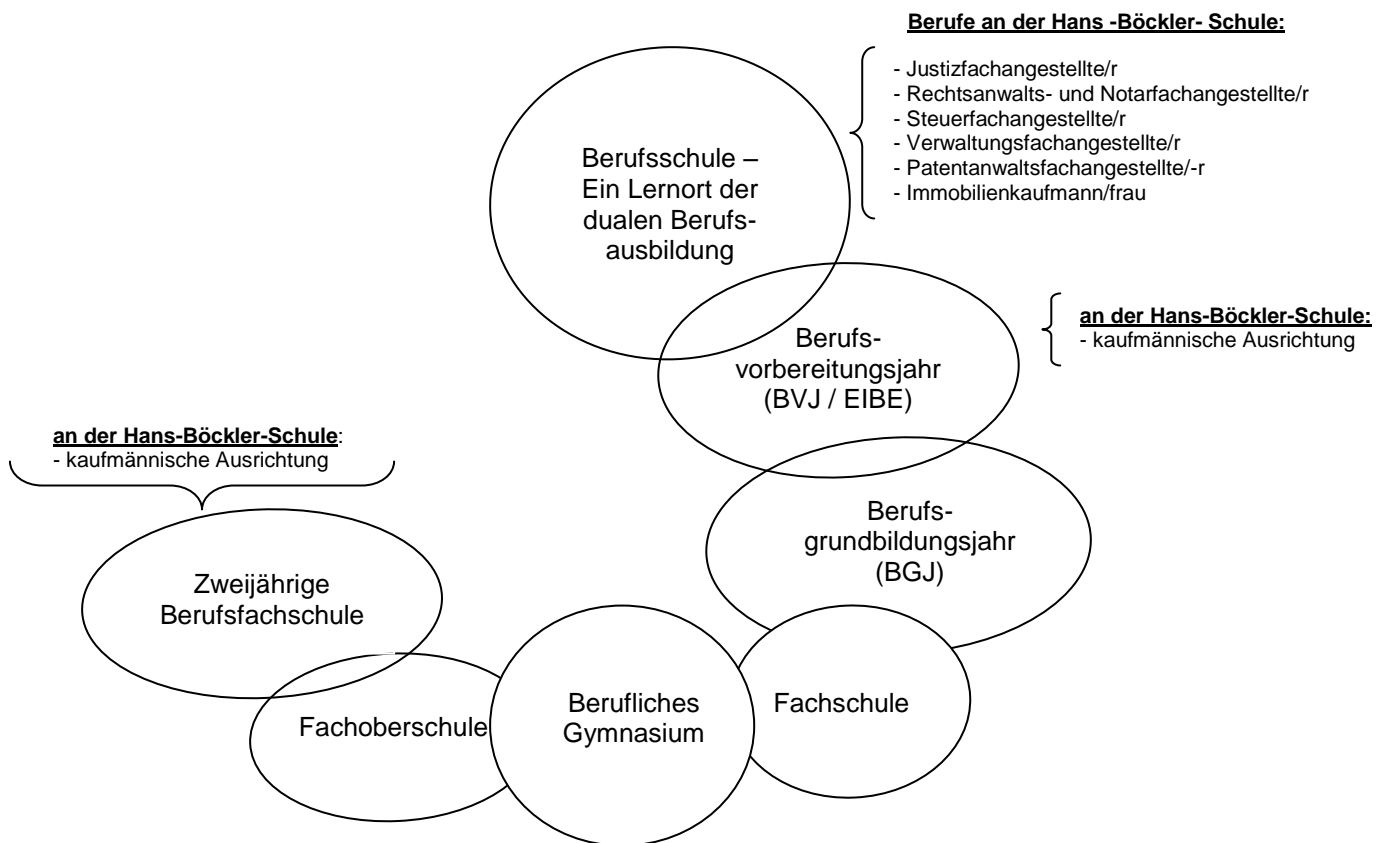 Berufe an der Hans -Böckler- Schule:
- Justizfachangestellte/r
- Rechtsanwalts- und Notarfachangestellte/r
- Steuerfachangestellte/r
- Verwaltungsfachangestellte/r
- Patentanwaltsfachangestellte/-r
- Immobilienkaufmann/frau
Berufsschule –
Ein Lernort der
dualen Berufs-
ausbildung
an der Hans-Böckler-Schule:
- kaufmännische Ausrichtung
Berufs-
vorbereitungsjahr
(BVJ / EIBE)
an der Hans-Böckler-Schule:
- kaufmännische Ausrichtung
Berufs-
grundbildungsjahr
(BGJ)
Zweijährige
Berufsfachschule
Fachoberschule
Berufliches
Gymnasium
Fachschule